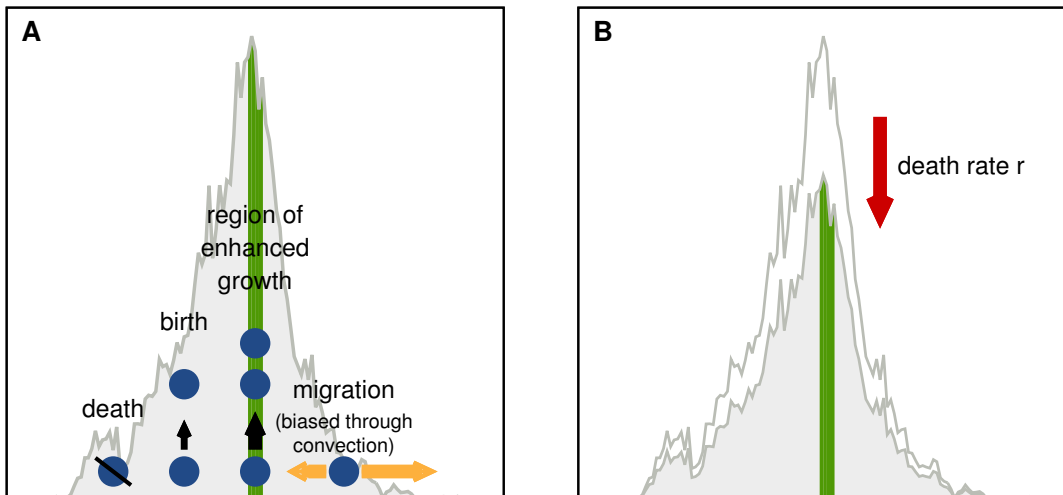 A
region of
enhanced
growth
birth
death
migration
(biased through
convection)
B
death rate r